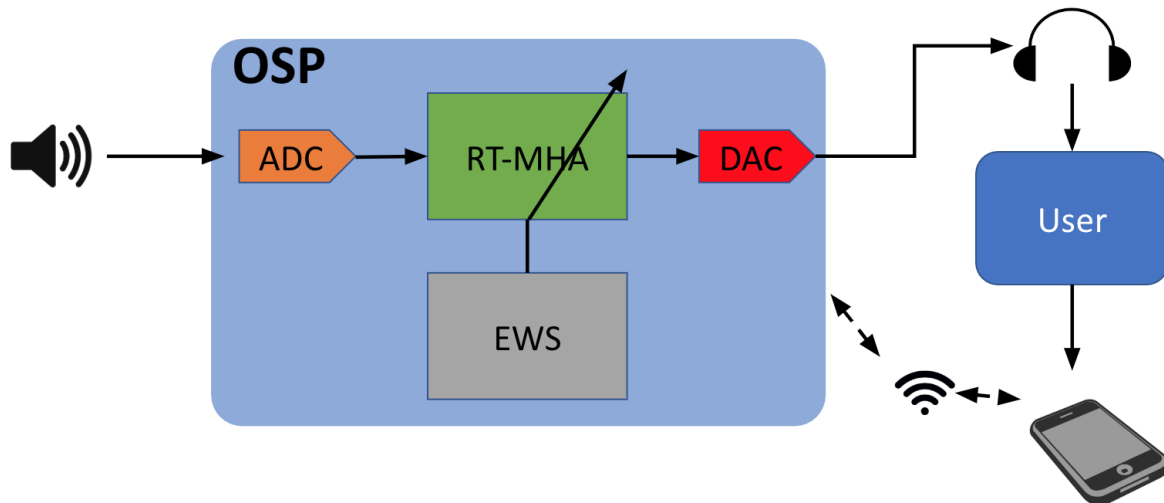 OSP
ADC
RT-MHA
DAC
User
EWS